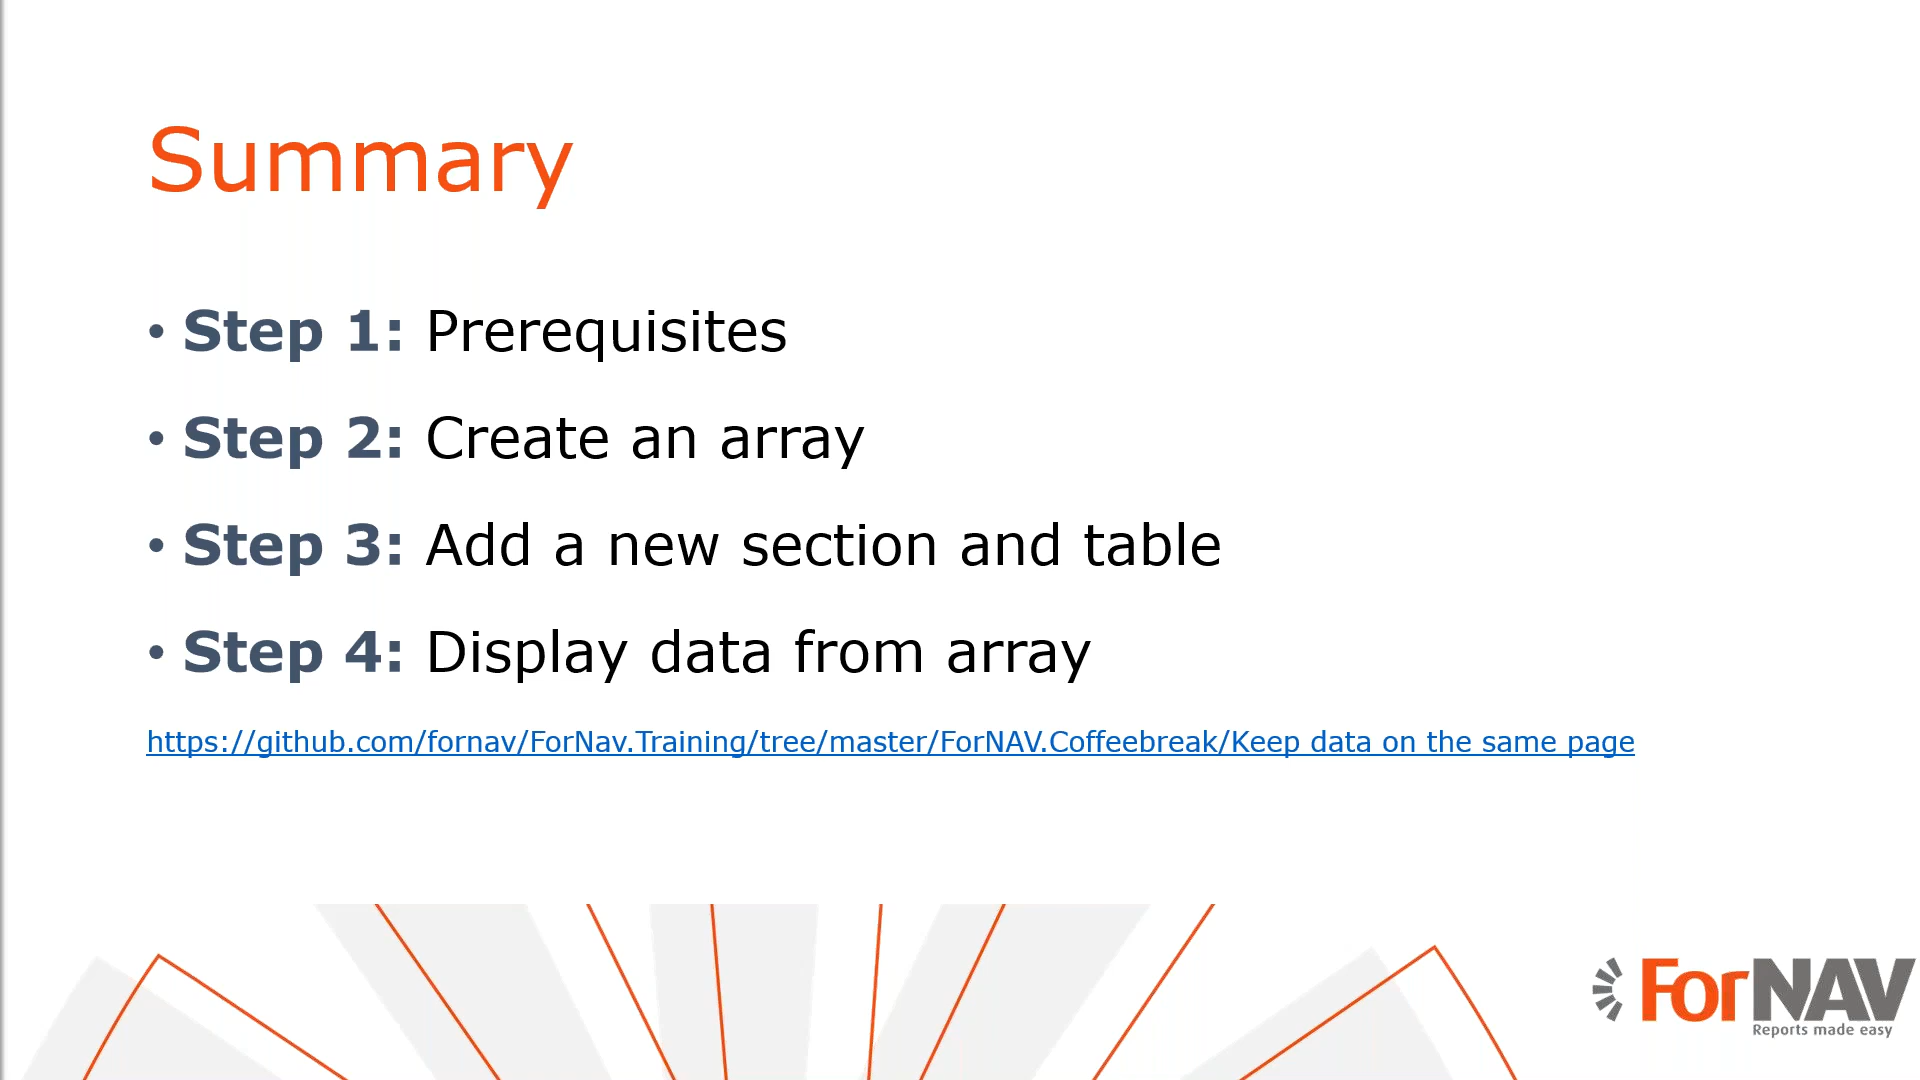 Summary
• Step 1: Prerequisites
• Step 2: Create an array
• Step 3: Add a new section and table
• Step 4: Display data from array
https://github.com/fornav/ForNav.Training/tree/master/ForNAV.Coffeebreak/Keep data on the same page
ForNAV
Reports made easy